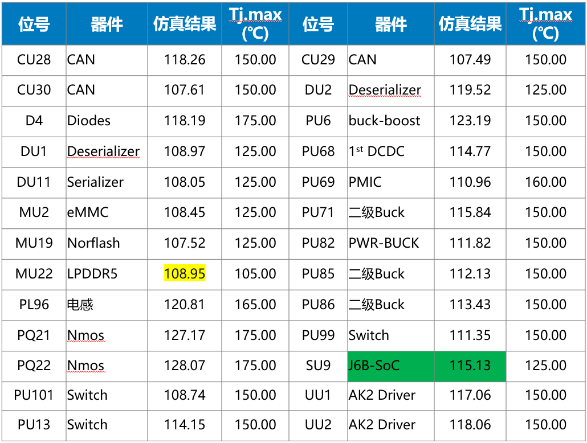 位号 器件 仿真结果 Tj.max (℃) 位号 器件 仿真结果 Tj.max (℃)
CU28 CAN 118.26 150.00 CU29 CAN 107.49 150.00
CU30 CAN 107.61 150.00 DU2 Deserializer 119.52 125.00
D4 Diodes 118.19 175.00 PU6 buck-boost 123.19 150.00
DU1 Deserializer 108.97 125.00 PU68 1st DCDC 114.77 150.00
DU11 Serializer 108.05 125.00 PU69 PMIC 110.96 160.00
MU2 eMMC 108.45 125.00 PU71 二级Buck 115.84 150.00
MU19 Norflash 107.52 125.00 PU82 PWR-BUCK 111.82 150.00
MU22 LPDDR5 108.95 105.00 PU85 二级Buck 112.13 150.00
PL96 电感 120.81 165.00 PU86 二级Buck 113.43 150.00
PQ21 Nmos 127.17 175.00 PU99 Switch 111.35 150.00
PQ22 Nmos 128.07 175.00 SU9 J6B-SoC 115.13 125.00
PU101 Switch 108.74 150.00 UU1 AK2 Driver 117.06 150.00
PU13 Switch 114.15 150.00 UU2 AK2 Driver 118.06 150.00